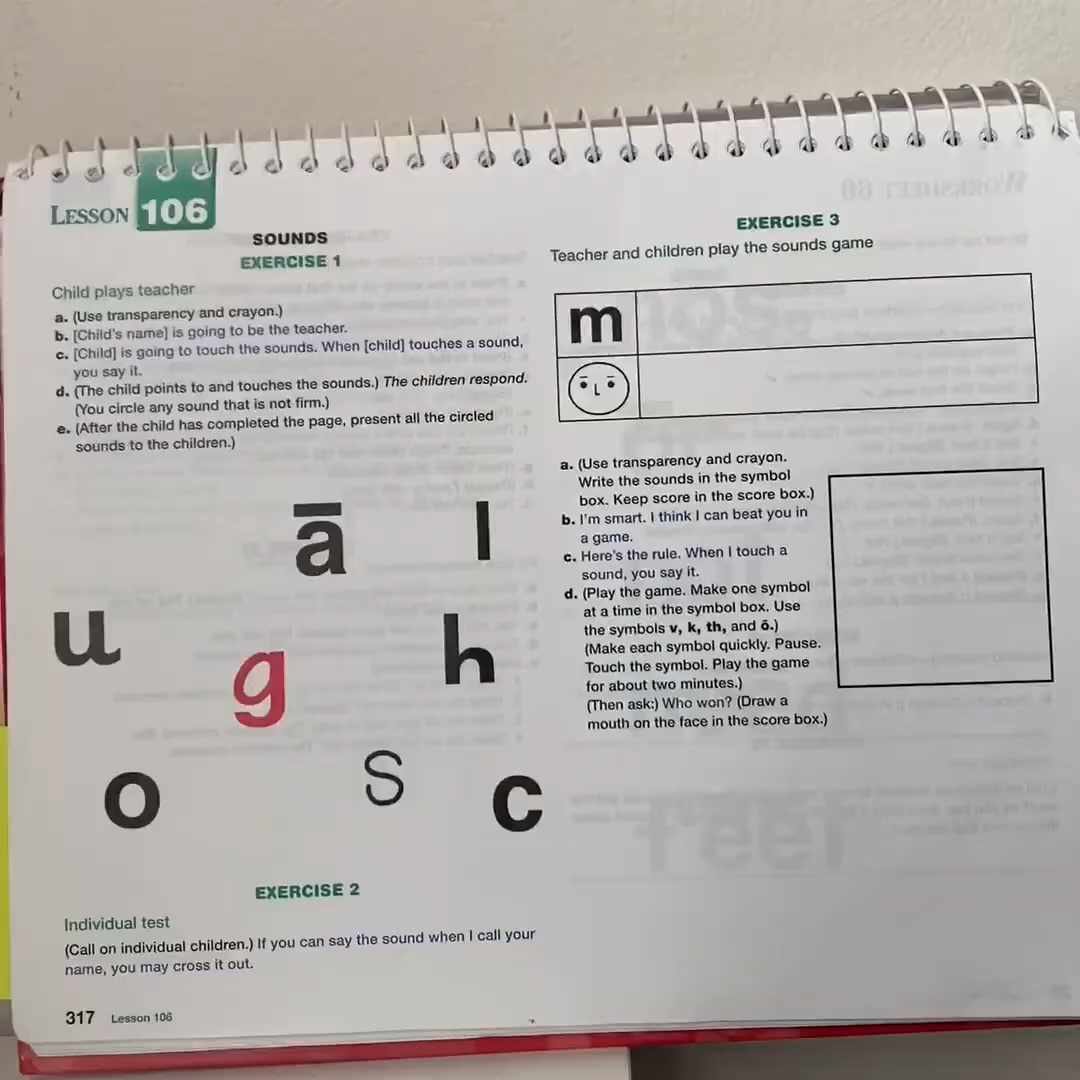 LESSON 106
SOUNDS
EXERCISE 1
Child plays teacher
a. (Use transparency and crayon.)
b. [Child's name] is going to be the teacher.
c. [Child] is going to touch the sounds. When [child] touches a sound,
you say it.
d. (The child points to and touches the sounds.) The children respond.
(You circle any sound that is not firm.)
e. (After the child has completed the page, present all the circled
sounds to the children.)
ā l
u g h
o s c
EXERCISE 2
Individual test
(Call on individual children.) If you can say the sound when I call your
name, you may cross it out.
317 Lesson 106
EXERCISE 3
Teacher and children play the sounds game
m
a. (Use transparency and crayon.
Write the sounds in the symbol
box. Keep score in the score box.)
b. I'm smart. I think I can beat you in
a game.
c. Here's the rule. When I touch a
sound, you say it.
d. (Play the game. Make one symbol
at a time in the symbol box. Use
the symbols v, k, th, and ō.)
(Make each symbol quickly. Pause.
Touch the symbol. Play the game
for about two minutes.)
(Then ask:) Who won? (Draw a
mouth on the face in the score box.)